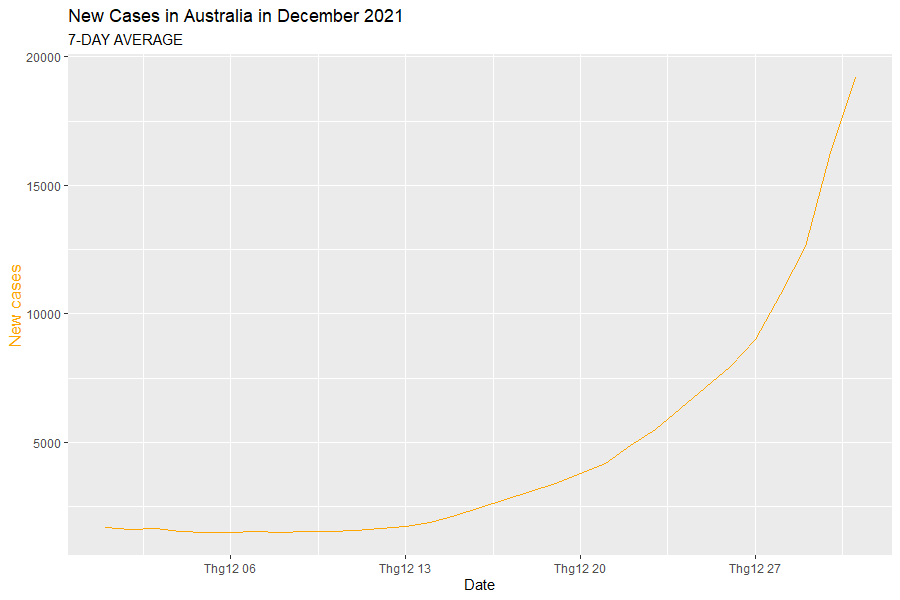 New Cases in Australia in December 2021
7-DAY AVERAGE
20000
15000
10000
5000
New cases
Thg12 06
Thg12 13
Thg12 20
Thg12 27
Date